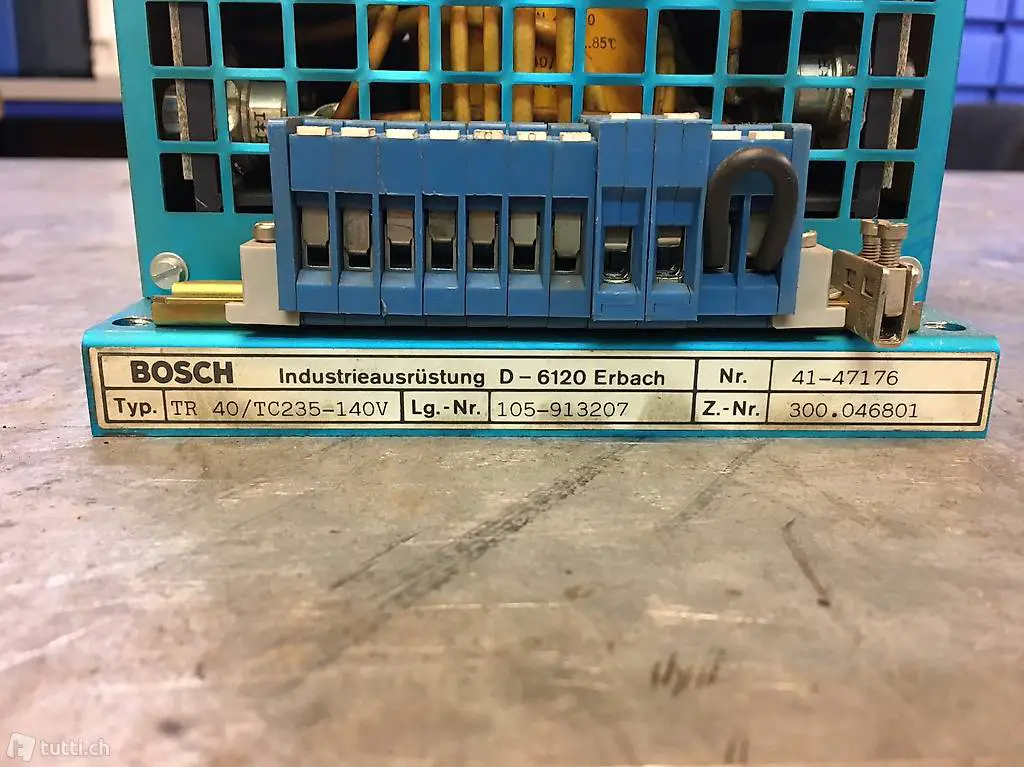 .85℃
BOSCH Industrieausrüstung D-6120 Erbach Nr. 41-47176
Typ. TR 40/TC235-140V Lg.-Nr. 105-913207 Z.-Nr. 300.046801
tutti.ch